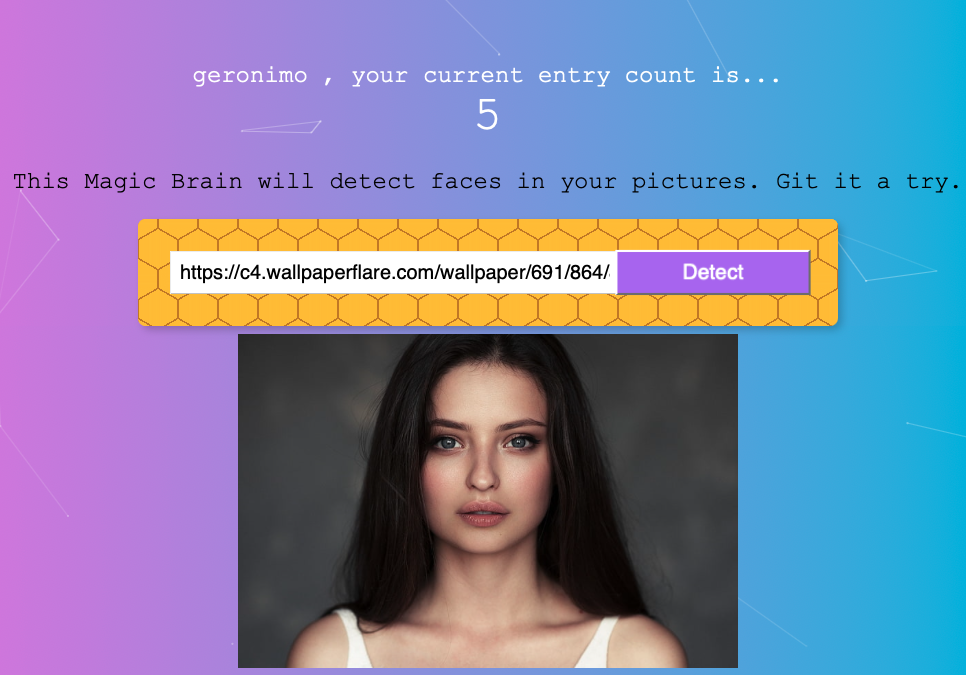 geronimo , your current entry count is...
5
This Magic Brain will detect faces in your pictures. Git it a try.
https://c4.wallpaperflare.com/wallpaper/691/864/
Detect